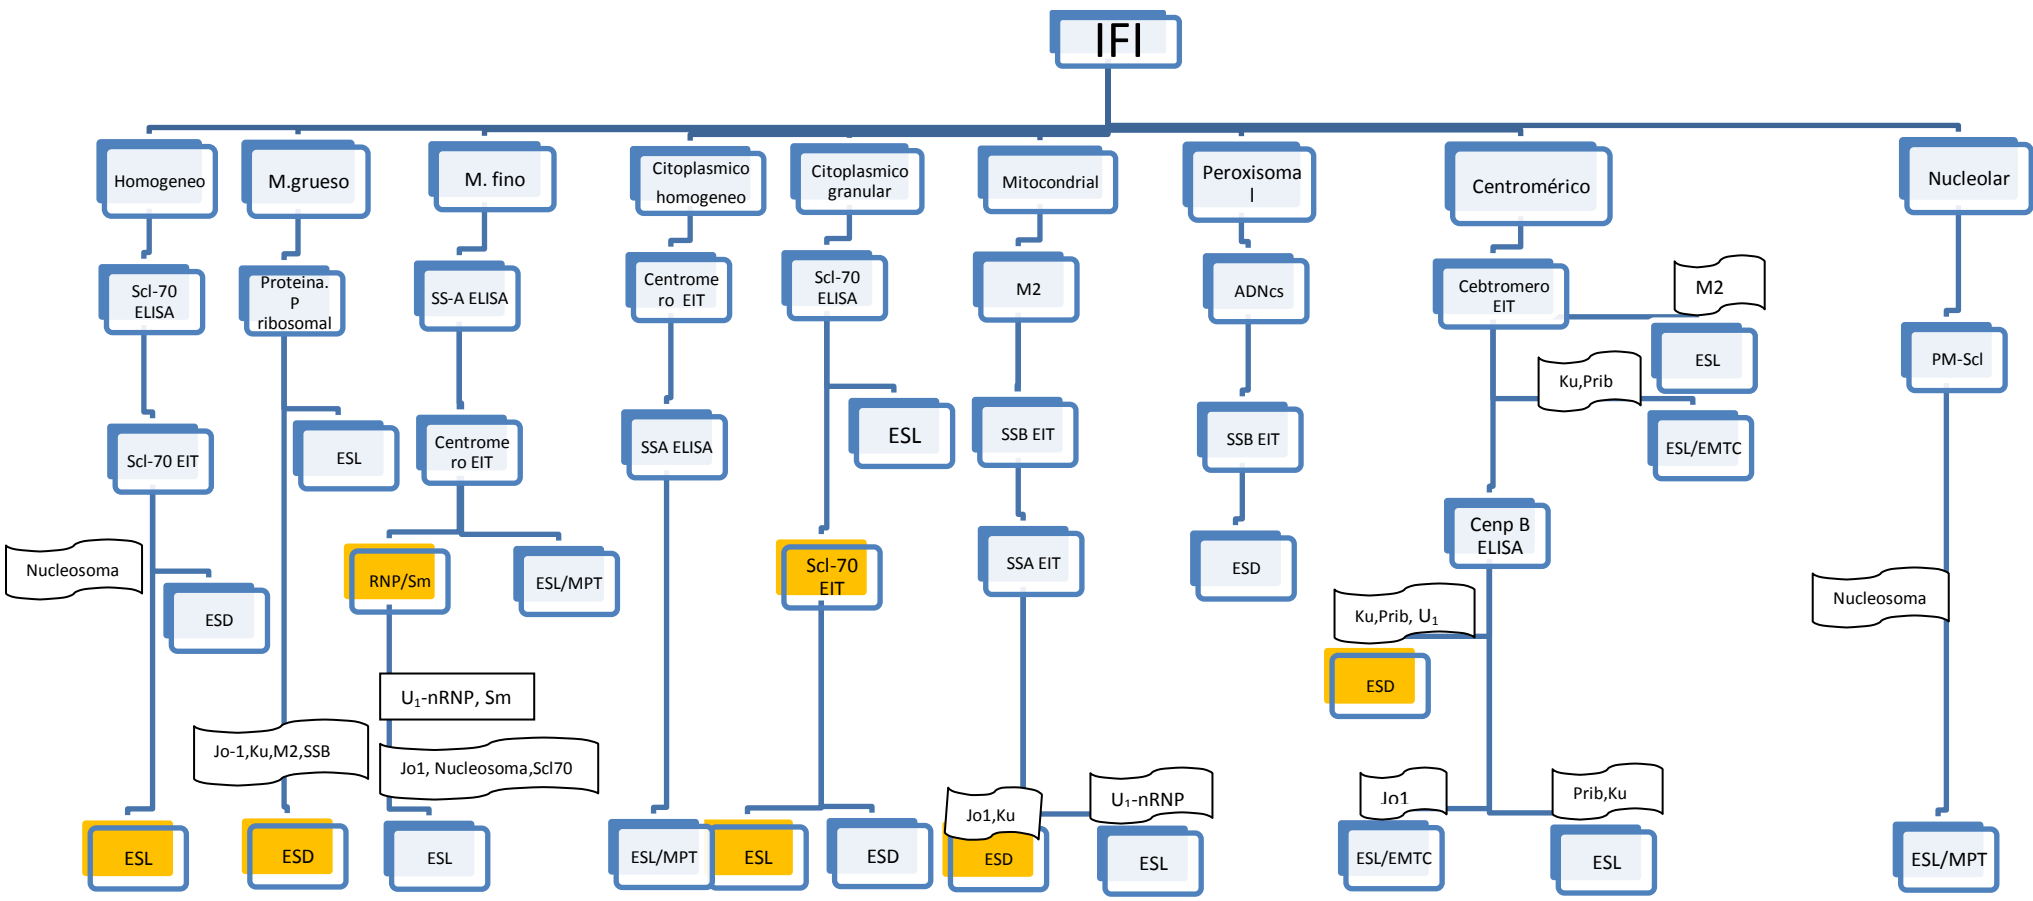 IFI
Homogeneo
M.grueso
M. fino
Citoplasmico
homogeneo
Citoplasmico
granular
Mitocondrial
Peroxisoma
l
Centromérico
Nucleolar
Scl-70
ELISA
Proteina.
P
ribosomal
SS-A ELISA
Centrome
ro EIT
Scl-70
ELISA
M2
ADNcs
Cebtromero
EIT
M2
ESL
PM-Scl
Ku,Prib
ESL/EMTC
Scl-70 EIT
ESL
Centrome
ro EIT
SSA ELISA
ESL
SSB EIT
SSB EIT
Cenp B
ELISA
Nucleosoma
ESD
RNP/Sm
ESL/MPT
Scl-70
EIT
SSA EIT
ESD
Ku,Prib, U₁
ESD
Nucleosoma
U₁-nRNP, Sm
Jo-1,Ku,M2,SSB
Jo1, Nucleosoma,Scl70
Jo1,Ku
U₁-nRNP
Jo1
Prib,Ku
ESL
ESD
ESL
ESL/MPT
ESL
ESD
ESD
ESL
ESL/EMTC
ESL
ESL/MPT